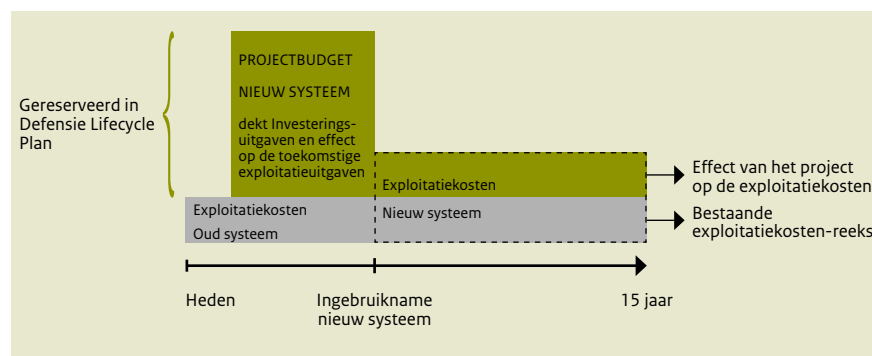 PROJECTBUDGET
NIEUW SYSTEEM
dekt Investerings-
uitgaven en effect
op de toekomstige
exploitatieuitgaven
Gereserveerd in
Defensie Lifecycle
Plan
Exploitatiekosten
Nieuw systeem
Exploitatiekosten
Oud systeem
Effect van het project
op de exploitatiekosten
Bestaande
exploitatiekosten-reeks
Heden
Ingebruikname
nieuw systeem
15 jaar